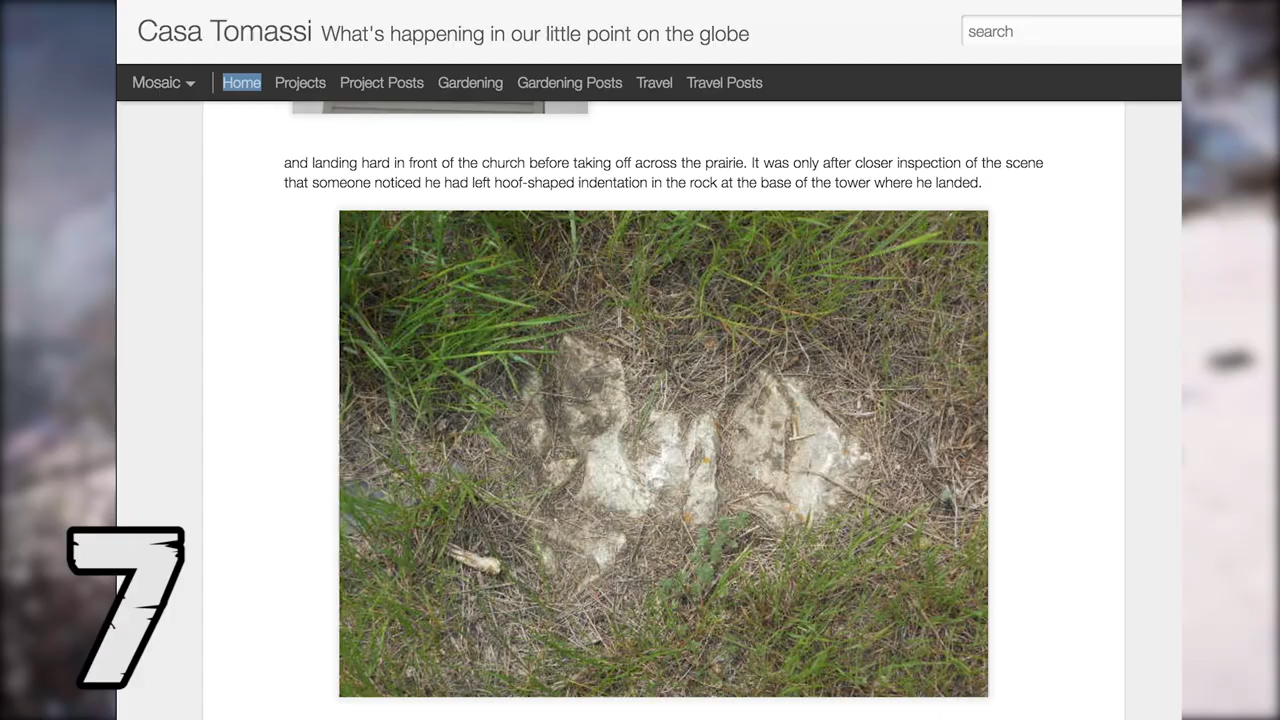 Casa Tomassi What's happening in our little point on the globe
search
Mosaic Home Projects Project Posts Gardening Gardening Posts Travel Travel Posts
and landing hard in front of the church before taking off across the prairie. It was only after closer inspection of the scene
that someone noticed he had left hoof-shaped indentation in the rock at the base of the tower where he landed.
7